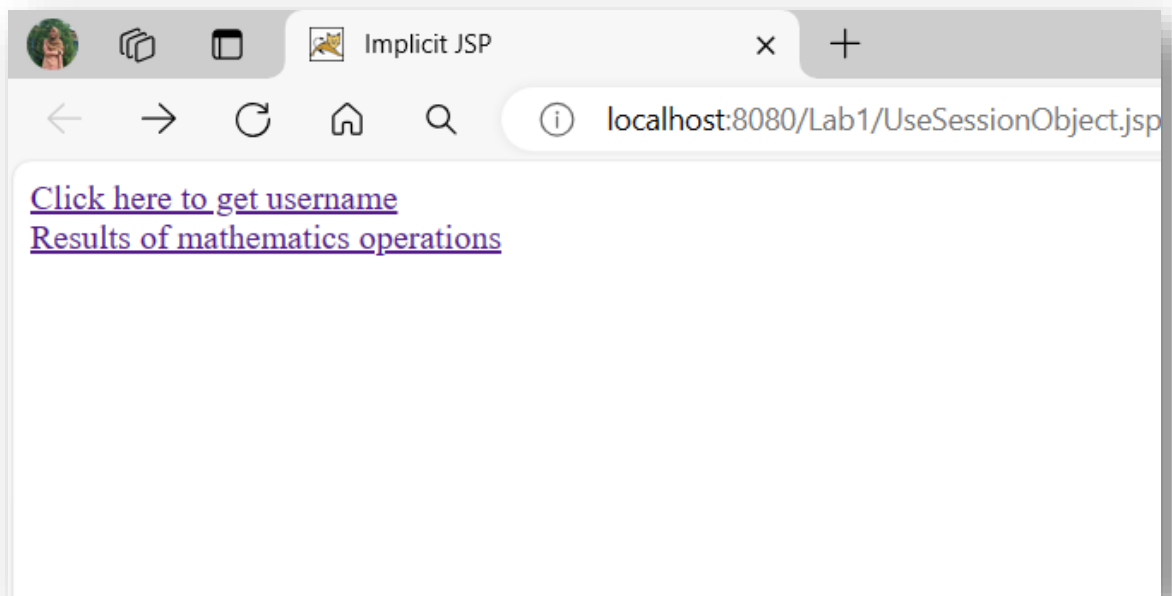 Implicit JSP
localhost:8080/Lab1/UseSessionObject.jsp
Click here to get username
Results of mathematics operations